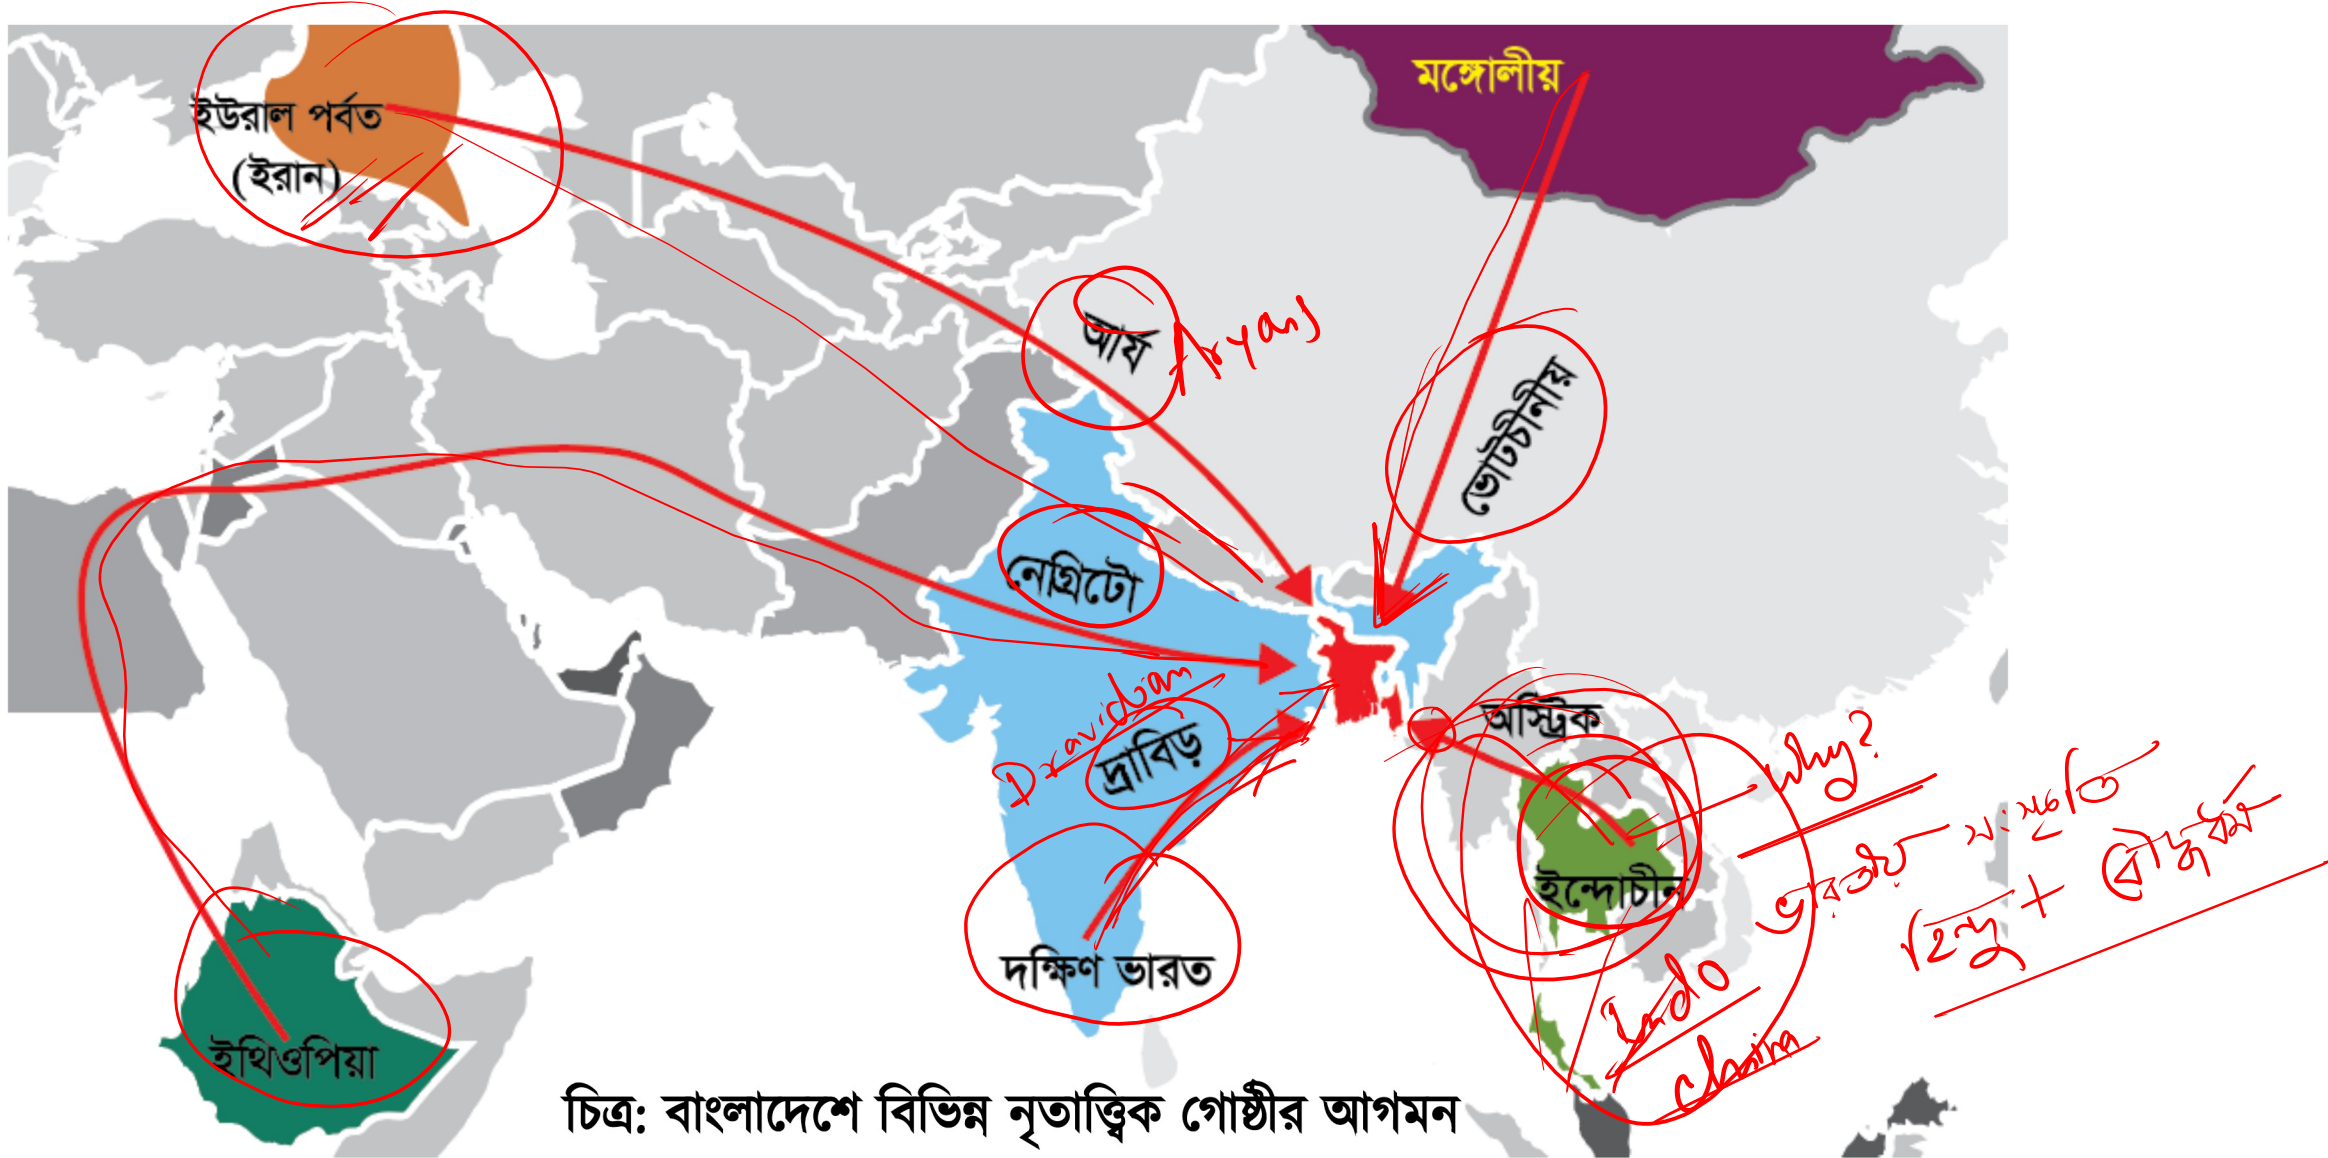 মঙ্গোলীয়
ইউরাল পর্বত
(ইরান)
আর্য
Aryans
ভোটচীনীয়
নেগ্রিটো
Dravidian
দ্রাবিড়
অস্ট্রিক
Why?
ইন্দোচীন
ভারতীয় সংস্কৃতি
হিন্দু + বৌদ্ধধর্ম
দক্ষিণ ভারত
Indo
China
ইথিওপিয়া
চিত্র: বাংলাদেশে বিভিন্ন নৃতাত্ত্বিক গোষ্ঠীর আগমন